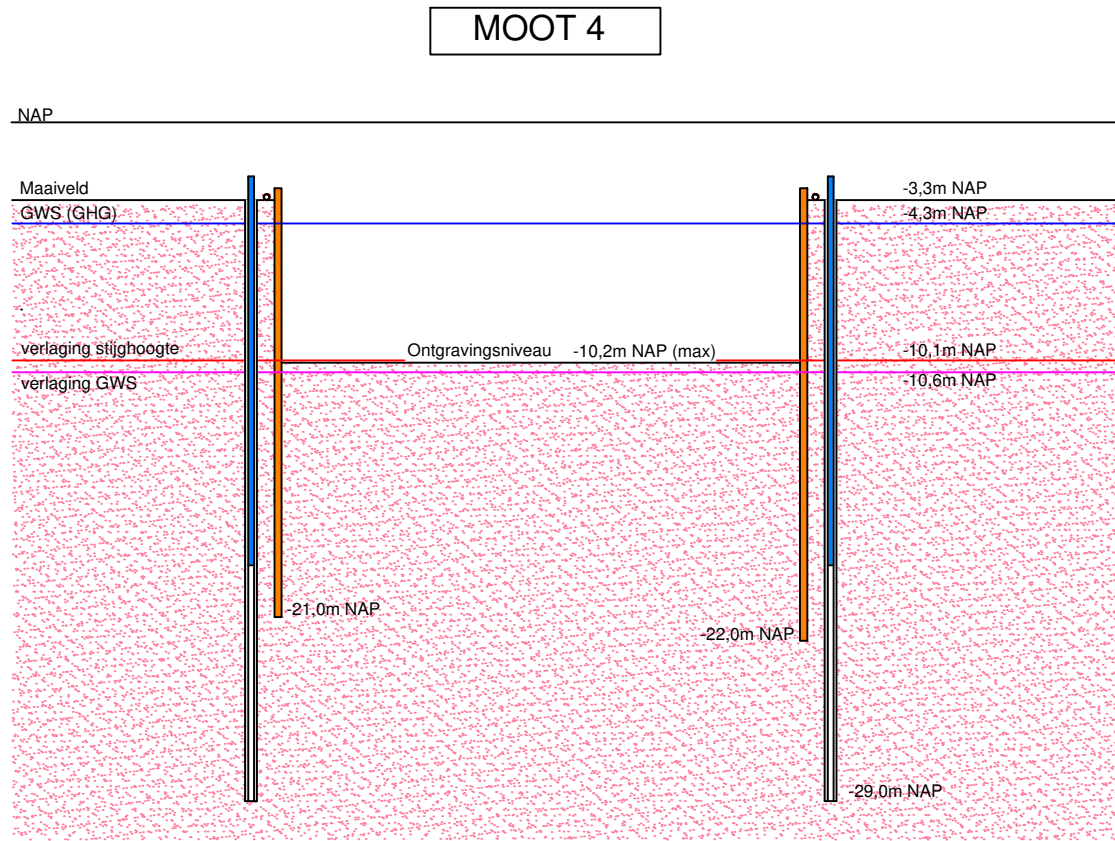 MOOT 4
NAP
Maaiveld -3,3m NAP
GWS (GHG) -4,3m NAP
verlaging stijghoogte Ontgravingsniveau -10,2m NAP (max) -10,1m NAP
verlaging GWS -10,6m NAP
-21,0m NAP
-22,0m NAP
-29,0m NAP